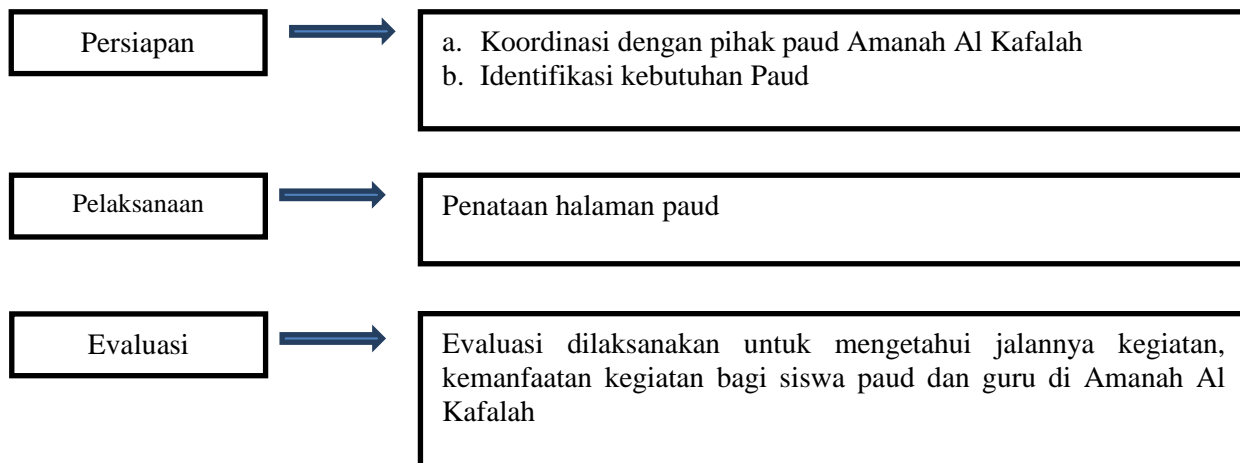 Persiapan
a. Koordinasi dengan pihak paud Amanah Al Kafalah
b. Identifikasi kebutuhan Paud
Pelaksanaan
Penataan halaman paud
Evaluasi
Evaluasi dilaksanakan untuk mengetahui jalannya kegiatan,
kemanfaatan kegiatan bagi siswa paud dan guru di Amanah Al
Kafalah